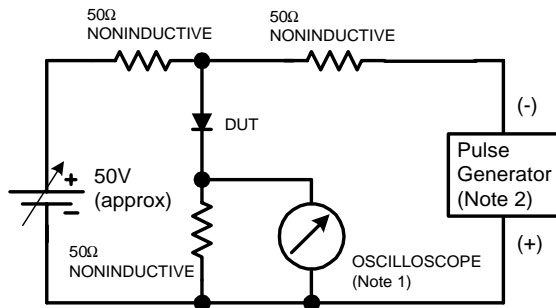 50Ω
NONINDUCTIVE
50Ω
NONINDUCTIVE
DUT
(-)
Pulse
Generator
(Note 2)
(+)
+
50V
(approx)
−
50Ω
NONINDUCTIVE
OSCILLOSCOPE
(Note 1)